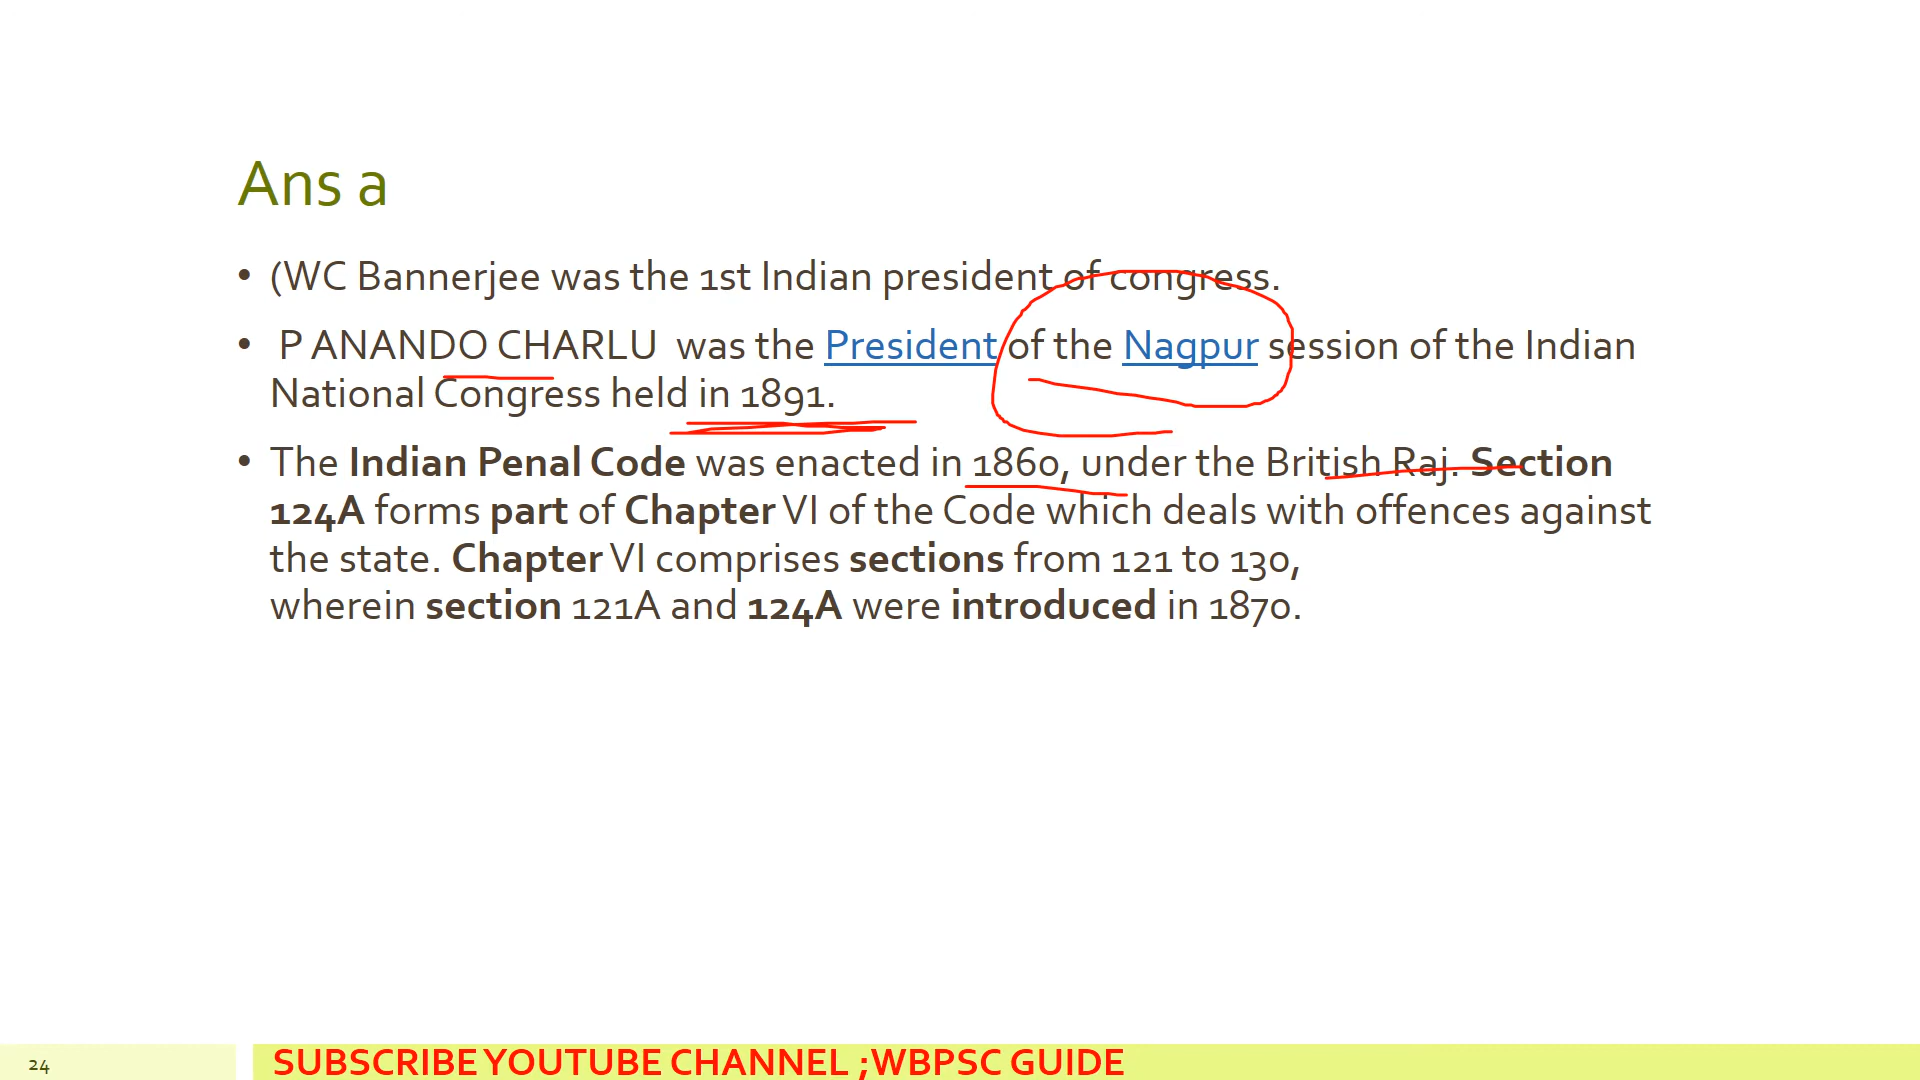 Ans a
• (WC Bannerjee was the 1st Indian president of congress.
• P ANANDO CHARLU was the President of the Nagpur session of the Indian
National Congress held in 1891.
• The Indian Penal Code was enacted in 1860, under the British Raj. Section
124A forms part of Chapter VI of the Code which deals with offences against
the state. Chapter VI comprises sections from 121 to 130,
wherein section 121A and 124A were introduced in 1870.
24
SUBSCRIBE YOUTUBE CHANNEL ;WBPSC GUIDE